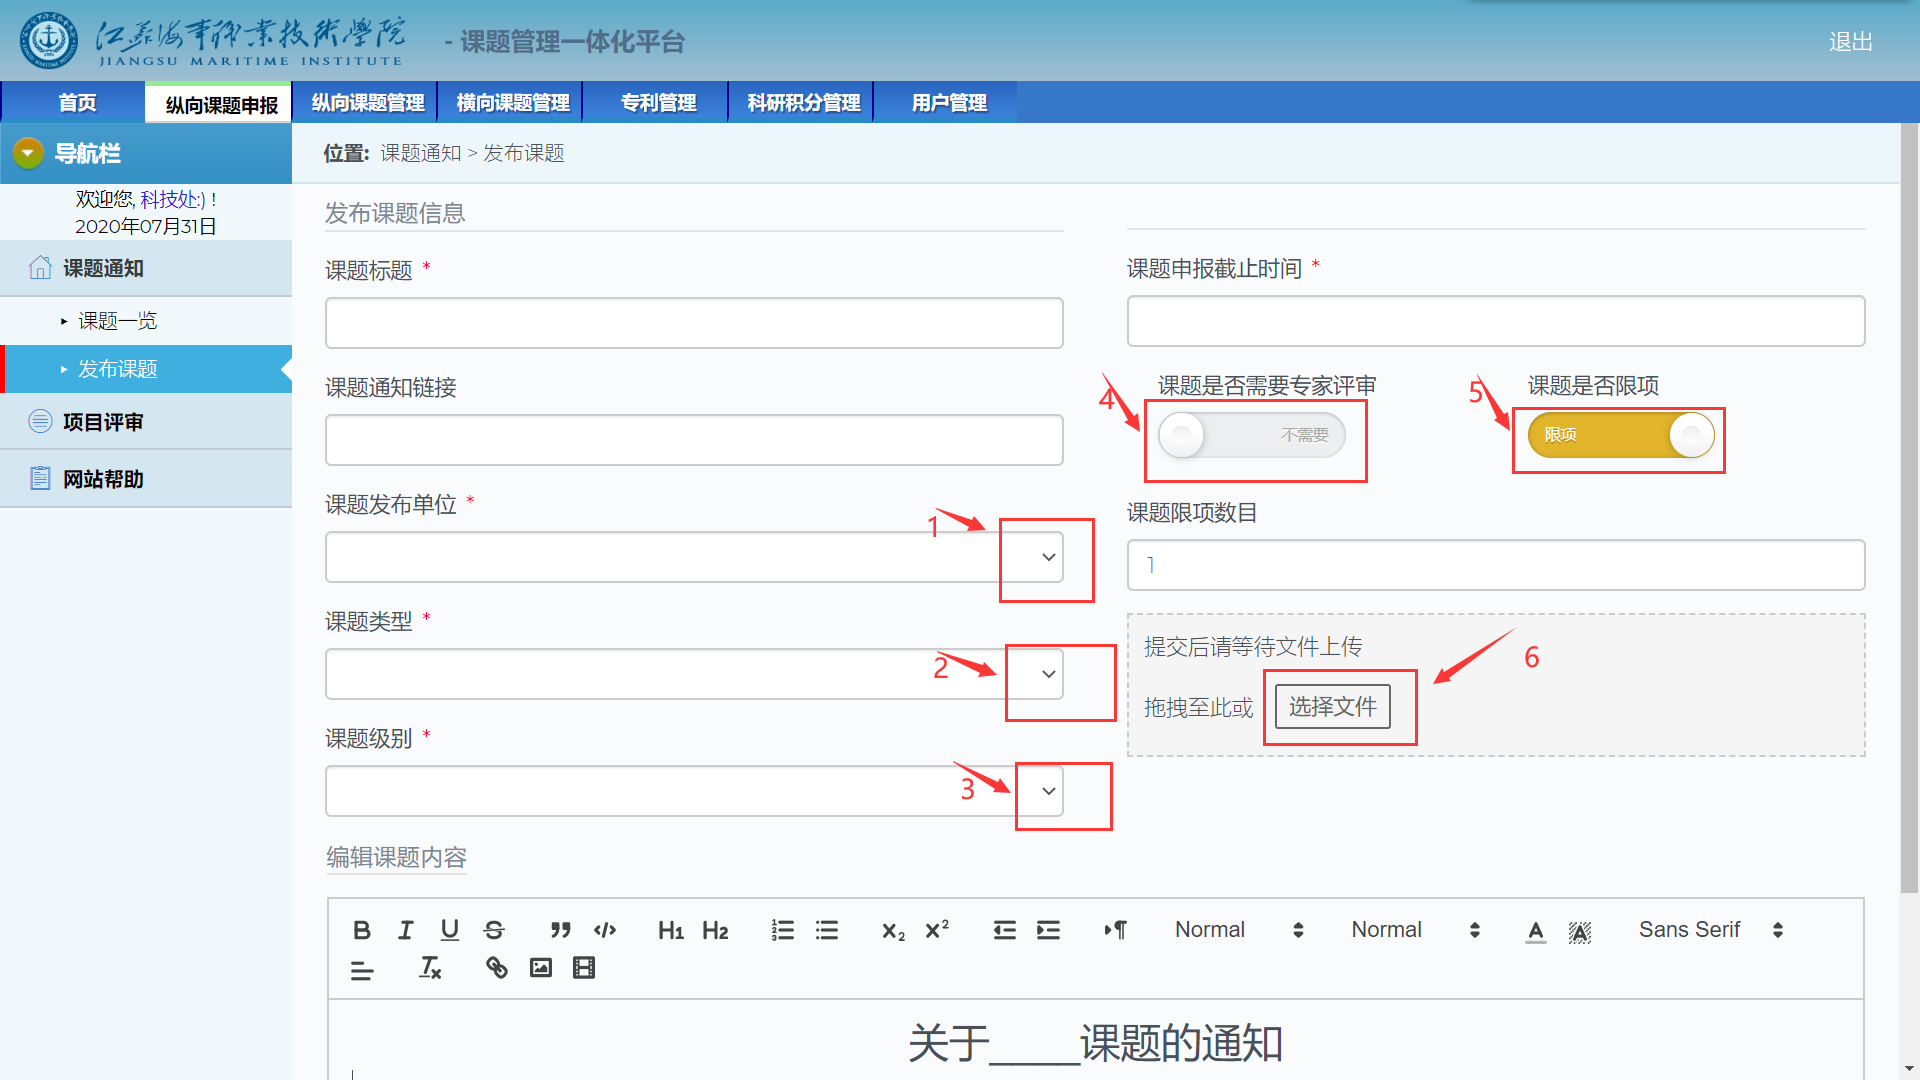 江苏海事职业技术学院
JIANGSU MARITIME INSTITUTE
- 课题管理一体化平台
退出
首页 纵向课题申报 纵向课题管理 横向课题管理 专利管理 科研积分管理 用户管理
导航栏
欢迎您, 科技处:) !
2020年07月31日
课题通知
课题一览
发布课题
项目评审
网站帮助
位置: 课题通知 > 发布课题
发布课题信息
课题标题 *
课题通知链接
课题发布单位 *
1
课题类型 *
2
课题级别 *
3
课题申报截止时间 *
4
课题是否需要专家评审
不需要
5
课题是否限项
限项
课题限项数目
1
提交后请等待文件上传
拖拽至此或 选择文件
6
编辑课题内容
B I U S H1 H2 X2 X2 Normal Normal A A Sans Serif
Tx
关于____课题的通知